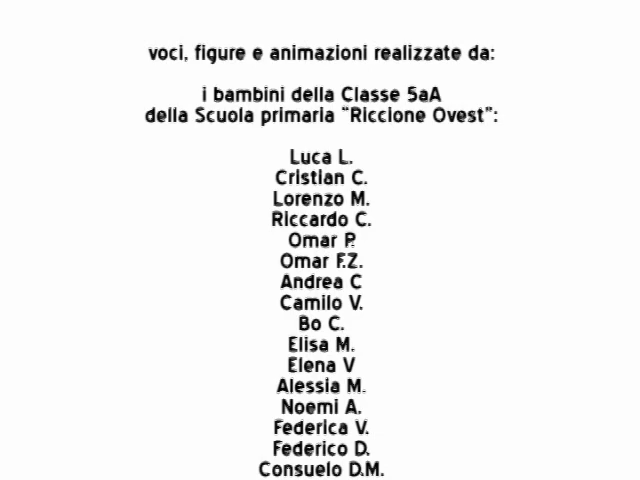 voci, figure e animazioni realizzate da:
i bambini della Classe 5aA
della Scuola primaria "Riccione Ovest":
Luca L.
Cristian C.
Lorenzo M.
Riccardo C.
Omar P.
Omar F.Z.
Andrea C
Camilo V.
Bo C.
Elisa M.
Elena V
Alessia M.
Noemi A.
Federica V.
Federico D.
Consuelo D.M.